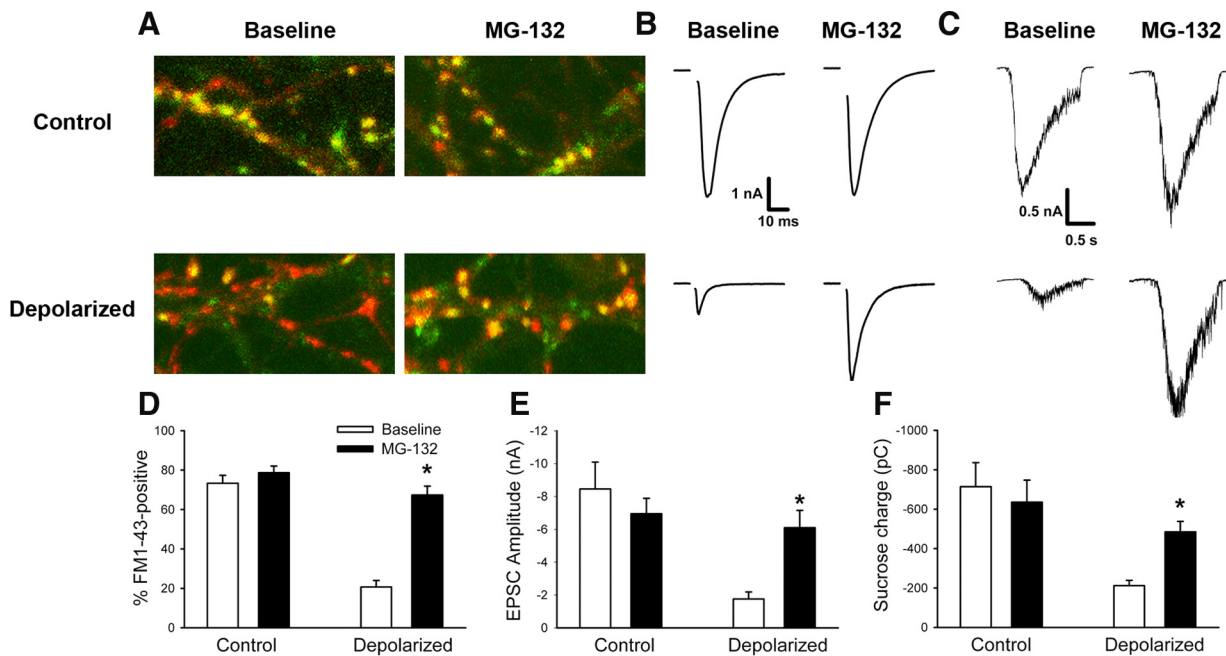 A
Baseline
MG-132
B
Baseline
MG-132
C
Baseline
MG-132
Control
1 nA
10 ms
0.5 nA
0.5 s
Depolarized
D
% FM1-43-positive
100
80
60
40
20
0
Baseline
MG-132
*
Control
Depolarized
E
EPSC Amplitude (nA)
-12
-10
-8
-6
-4
-2
0
*
Control
Depolarized
F
Sucrose charge (pC)
-1000
-800
-600
-400
-200
0
*
Control
Depolarized